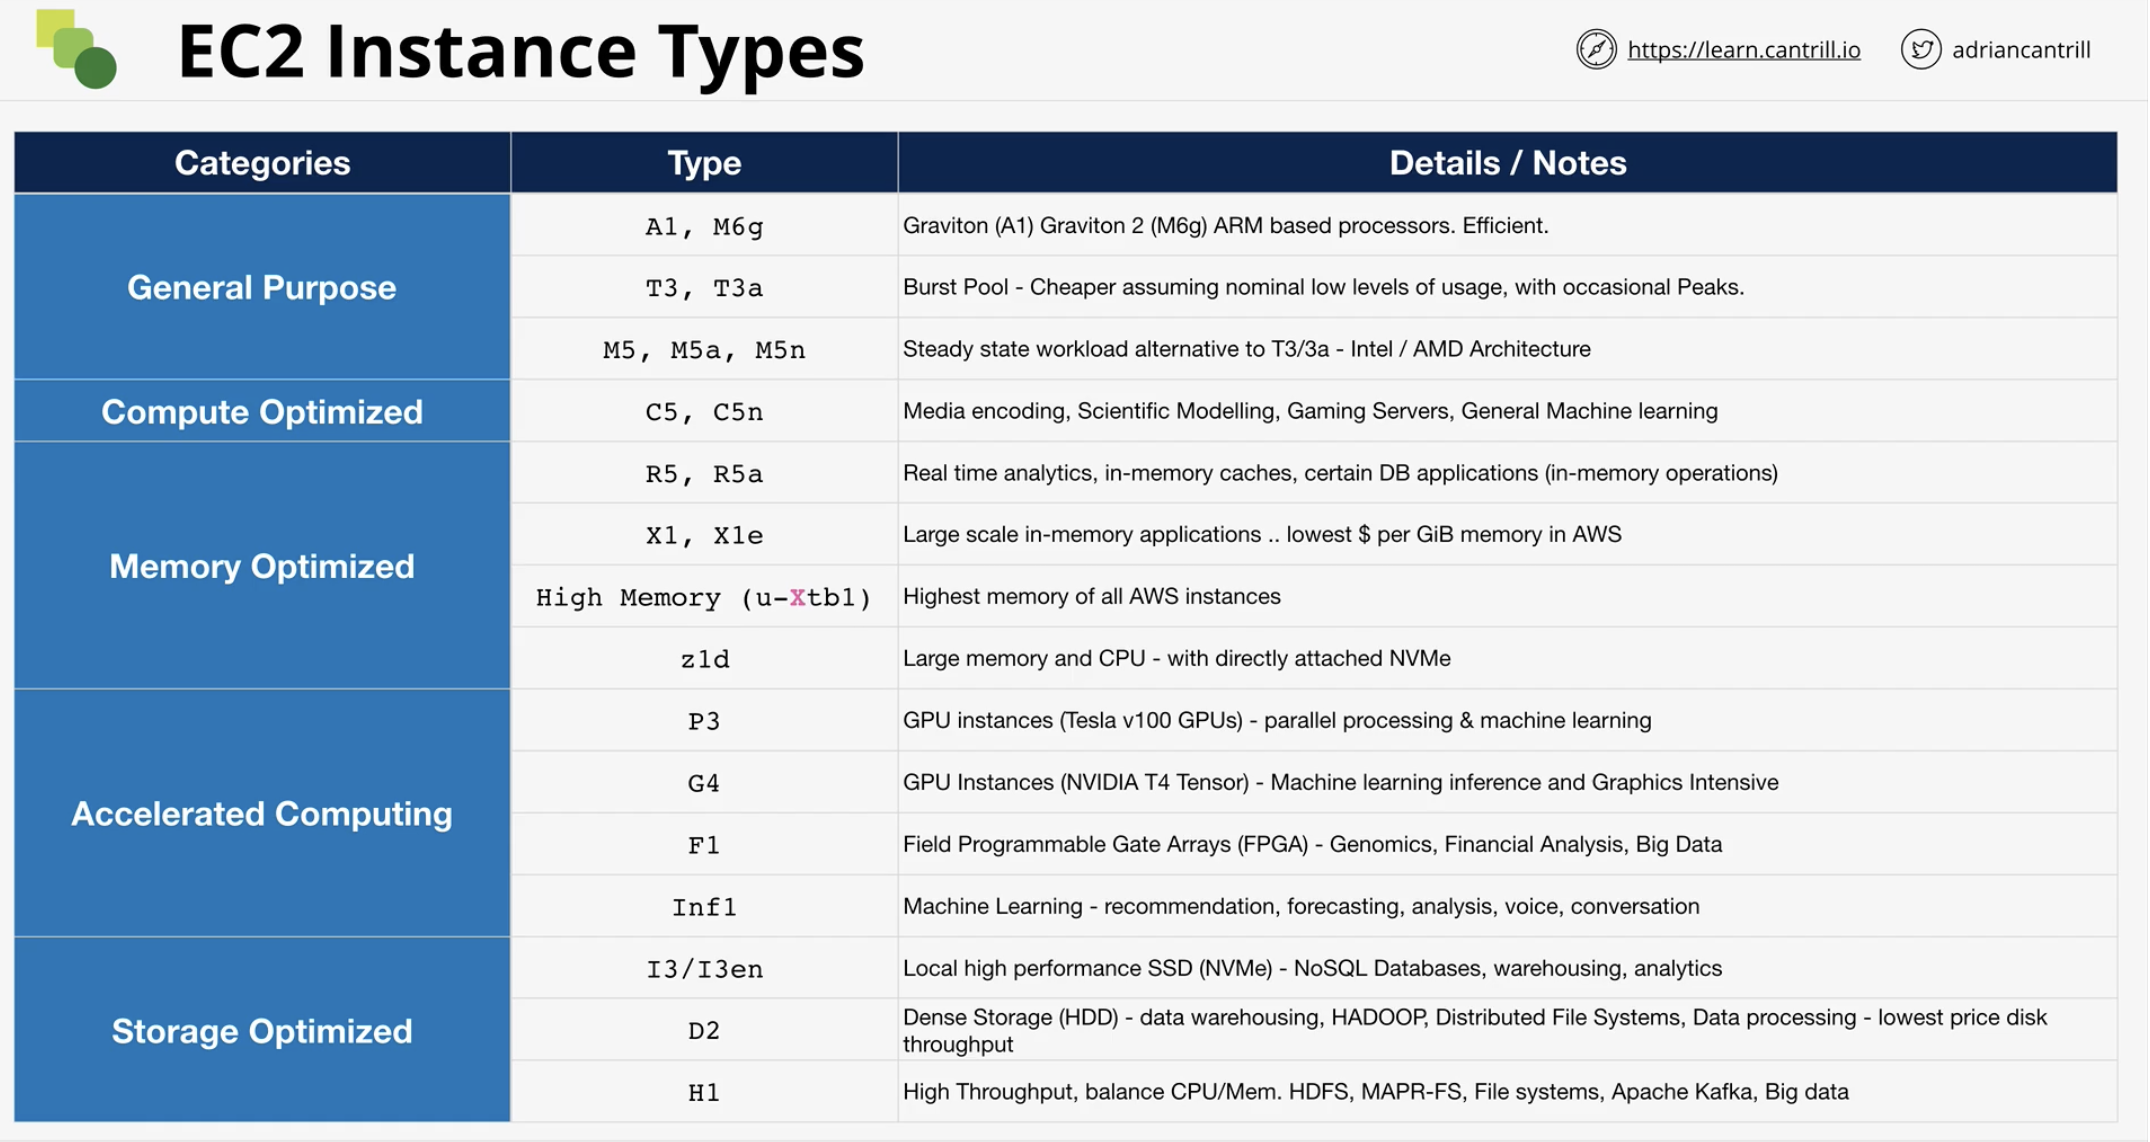 EC2 Instance Types
https://learn.cantrill.io
adriancantrill
Categories
Type
Details / Notes
General Purpose
A1, M6g
Graviton (A1) Graviton 2 (M6g) ARM based processors. Efficient.
T3, T3a
Burst Pool - Cheaper assuming nominal low levels of usage, with occasional Peaks.
M5, M5a, M5n
Steady state workload alternative to T3/3a - Intel / AMD Architecture
Compute Optimized
C5, C5n
Media encoding, Scientific Modelling, Gaming Servers, General Machine learning
Memory Optimized
R5, R5a
Real time analytics, in-memory caches, certain DB applications (in-memory operations)
X1, X1e
Large scale in-memory applications .. lowest $ per GiB memory in AWS
High Memory (u-Xtb1)
Highest memory of all AWS instances
z1d
Large memory and CPU - with directly attached NVMe
Accelerated Computing
P3
GPU instances (Tesla v100 GPUs) - parallel processing & machine learning
G4
GPU Instances (NVIDIA T4 Tensor) - Machine learning inference and Graphics Intensive
F1
Field Programmable Gate Arrays (FPGA) - Genomics, Financial Analysis, Big Data
Inf1
Machine Learning - recommendation, forecasting, analysis, voice, conversation
Storage Optimized
I3/I3en
Local high performance SSD (NVMe) - NoSQL Databases, warehousing, analytics
D2
Dense Storage (HDD) - data warehousing, HADOOP, Distributed File Systems, Data processing - lowest price disk
throughput
H1
High Throughput, balance CPU/Mem. HDFS, MAPR-FS, File systems, Apache Kafka, Big data